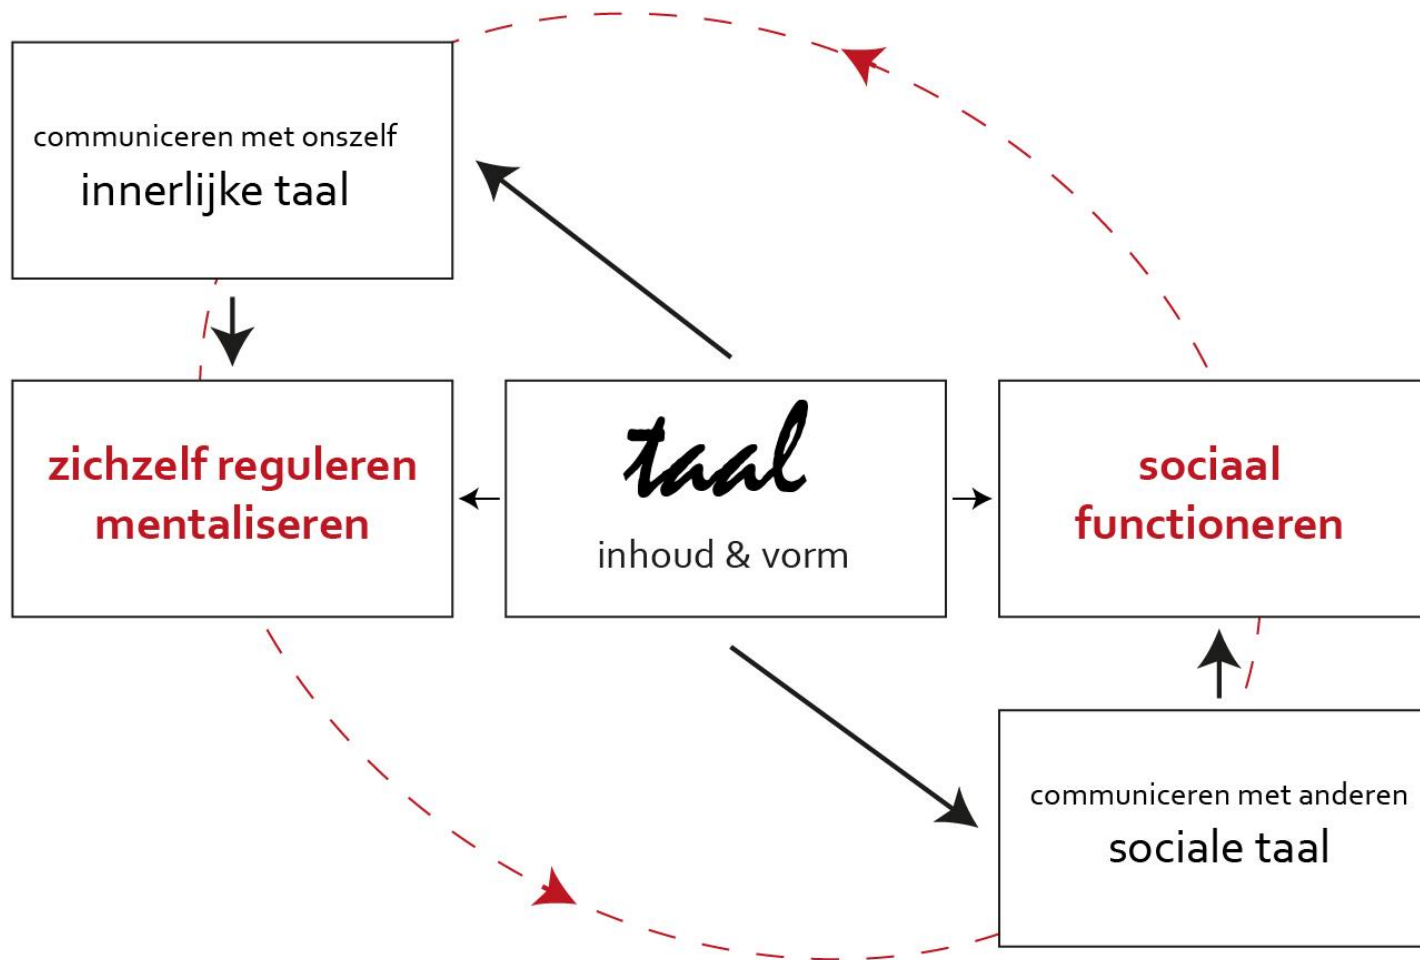 communiceren met onszelf
innerlijke taal
zichzelf reguleren
mentaliseren
taal
inhoud & vorm
sociaal
functioneren
communiceren met anderen
sociale taal